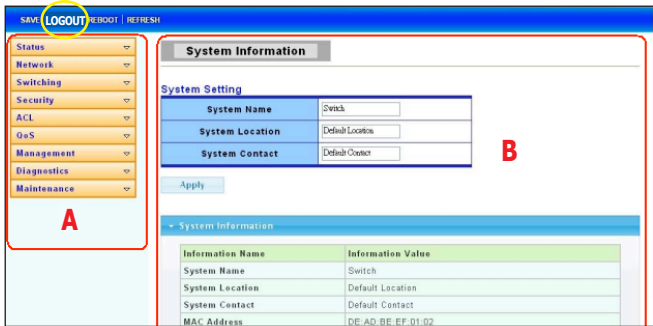 SAVE LOGOUT REBOOT | REFRESH
Status
Network
Switching
Security
ACL
QoS
Management
Diagnostics
Maintenance
A
System Information
System Setting
System Name Switch
System Location Default Location
System Contact Default Contact
Apply
B
System Information
Information Name Information Value
System Name Switch
System Location Default Location
System Contact Default Contact
MAC Address DE:AD:BE:EF:01:02